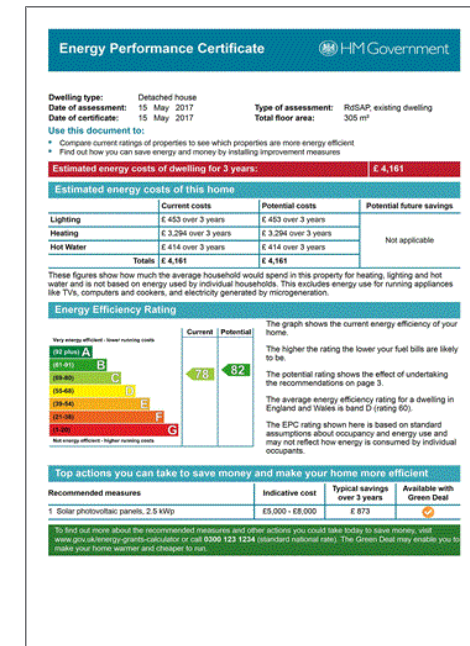 Energy Performance Certificate
HM Government
Dwelling type: Detached house
Date of assessment: 15 May 2017 Type of assessment: RdSAP, existing dwelling
Date of certificate: 15 May 2017 Total floor area: 305 m²
Use this document to:
• Compare current ratings of properties to see which properties are more energy efficient
• Find out how you can save energy and money by installing improvement measures
Estimated energy costs of dwelling for 3 years: £ 4,161
Estimated energy costs of this home
Current costs Potential costs Potential future savings
Lighting £ 453 over 3 years £ 453 over 3 years
Heating £ 3,294 over 3 years £ 3,294 over 3 years
Not applicable
Hot Water £ 414 over 3 years £ 414 over 3 years
Totals £ 4,161 £ 4,161
These figures show how much the average household would spend in this property for heating, lighting and hot
water and is not based on energy used by individual households. This excludes energy use for running appliances
like TVs, computers and cookers, and electricity generated by microgeneration.
Energy Efficiency Rating
Current Potential
Very energy efficient - lower running costs
(92 plus) A
(81-91) B
(69-80) C
(55-68) D
(39-54) E
(21-38) F
(1-20) G
Not energy efficient - higher running costs
78
82
The graph shows the current energy efficiency of your
home.
The higher the rating the lower your fuel bills are likely
to be.
The potential rating shows the effect of undertaking
the recommendations on page 3.
The average energy efficiency rating for a dwelling in
England and Wales is band D (rating 60).
The EPC rating shown here is based on standard
assumptions about occupancy and energy use and
may not reflect how energy is consumed by individual
occupants.
Top actions you can take to save money and make your home more efficient
Recommended measures Indicative cost Typical savings over 3 years Available with Green Deal
1 Solar photovoltaic panels, 2.5 kWp £5,000 - £8,000 £ 873
To find out more about the recommended measures and other actions you could take today to save money, visit
www.gov.uk/energy-grants-calculator or call 0300 123 1234 (standard national rate). The Green Deal may enable you to
make your home warmer and cheaper to run.